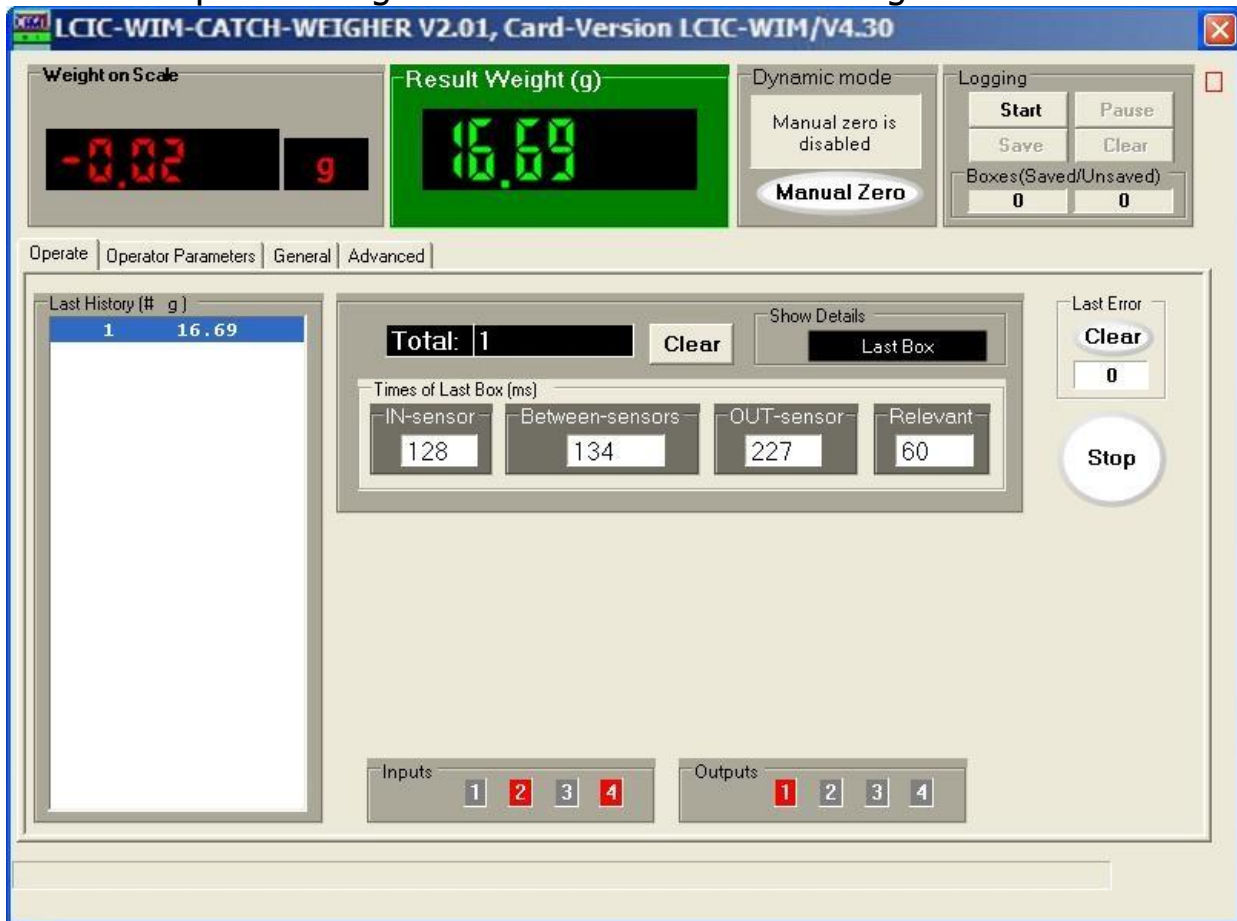 LCIC-WIM-CATCH-WEIGHER V2.01, Card-Version LCIC-WIM/V4.30
Weight on Scale
-0.02
g
Result Weight (g)
16.69
Dynamic mode
Manual zero is
disabled
Manual Zero
Logging
Start Pause
Save Clear
Boxes(Saved/Unsaved)
0 0
Operate Operator Parameters General Advanced
Last History (# g )
1 16.69
Total: 1
Clear
Show Details
Last Box
Times of Last Box (ms)
IN-sensor Between-sensors OUT-sensor Relevant
128 134 227 60
Last Error
Clear
0
Stop
Inputs
1 2 3 4
Outputs
1 2 3 4